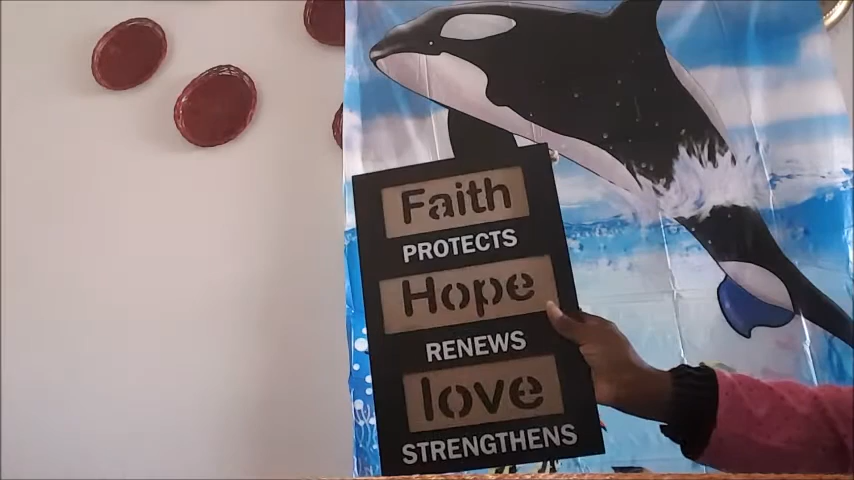 Faith
PROTECTS
Hope
RENEWS
love
STRENGTHENS